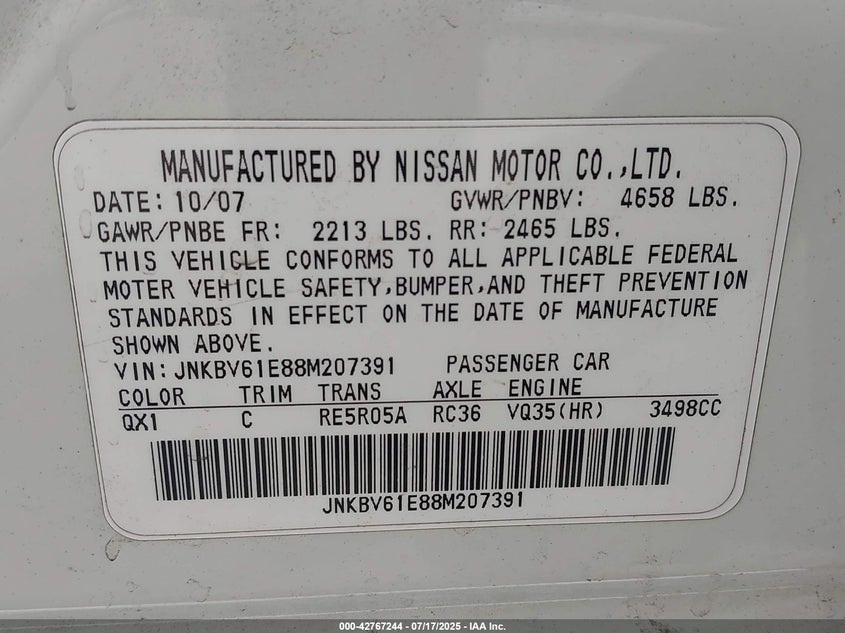 MANUFACTURED BY NISSAN MOTOR CO.,LTD.
DATE: 10/07 GVWR/PNBV: 4658 LBS.
GAWR/PNBE FR: 2213 LBS. RR: 2465 LBS.
THIS VEHICLE CONFORMS TO ALL APPLICABLE FEDERAL
MOTER VEHICLE SAFETY,BUMPER,AND THEFT PREVENTION
STANDARDS IN EFFECT ON THE DATE OF MANUFACTURE
SHOWN ABOVE.
VIN: JNKBV61E88M207391 PASSENGER CAR
COLOR TRIM TRANS AXLE ENGINE
QX1 C RE5R05A RC36 VQ35(HR) 3498CC
JNKBV61E88M207391
000-42767244 - 07/17/2025 - IAA Inc.